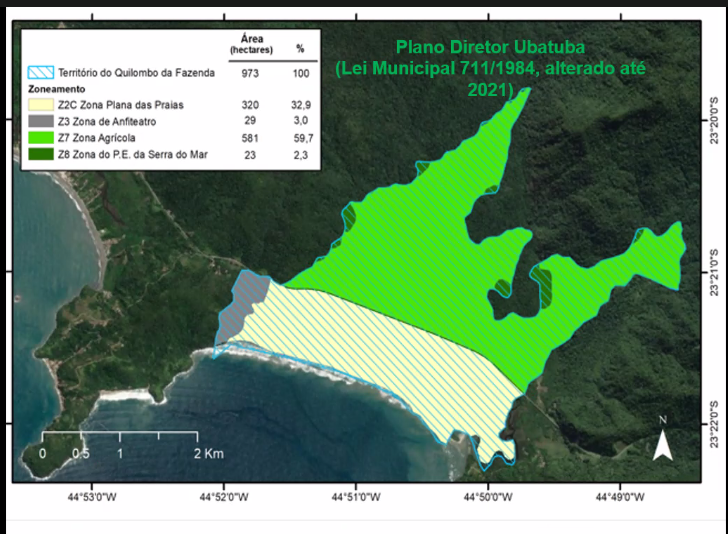 Plano Diretor Ubatuba
(Lei Municipal 711/1984, alterado até
2021)
Área
(hectares) %
Território do Quilombo da Fazenda 973 100
Zoneamento
Z2C Zona Plana das Praias 320 32,9
Z3 Zona de Anfiteatro 29 3,0
Z7 Zona Agrícola 581 59,7
Z8 Zona do P.E. da Serra do Mar 23 2,3
23°20'0"S
23°21'0"S
23°22'0"S
N
0 0.5 1 2 Km
44°53'0"W 44°52'0"W 44°51'0"W 44°50'0"W 44°49'0"W